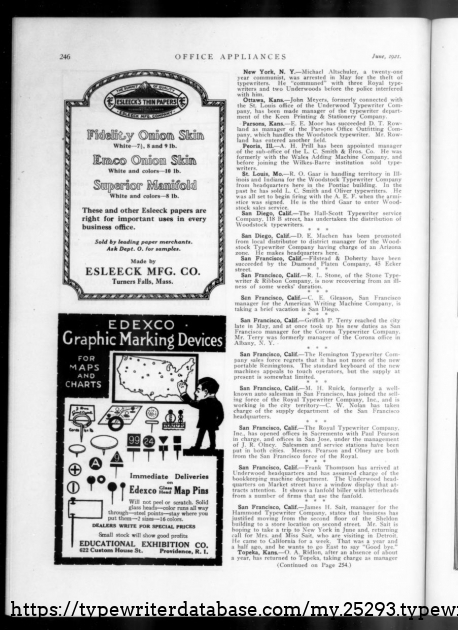 246
OFFICE APPLIANCES
June, 1921.
ESLEECK'S THIN PAPERS
Fidelity Onion Skin
White—7½, 8 and 9 lb.
Emco Onion Skin
White and colors—10 lb.
Superior Manifold
White and colors—8 lb.
These and other Esleeck papers are
right for important uses in every
business office.
Sold by leading paper merchants.
Ask Dept. O. for samples.
Made by
ESLEECK MFG. CO.
Turners Falls, Mass.
EDEXCO
Graphic Marking Devices
FOR
MAPS
AND
CHARTS
Immediate Deliveries
on
Edexco Glass Head Map Pins
Will not peel or scratch. Solid
glass heads—color runs all way
through—steel points—stay where you
put them—7 sizes—16 colors.
DEALERS WRITE FOR SPECIAL PRICES
Small stock will show good profits
EDUCATIONAL EXHIBITION CO.
622 Custom House St. Providence, R. I.
New York, N. Y.—Michael Altschuler, a twenty-one
year communist, was arrested in May for the theft of
typewriters. He "commanded" with three Royal type-
writers and two Underwoods before the police interfered
with him.
Ottawa, Kans.—John Meyers, formerly connected with
the St. Louis office of the Underwood Typewriter Com-
pany, has been made manager of the typewriter depart-
ment of the Keen Printing & Stationery Company.
Parsons, Kans.—E. E. Moor has succeeded D. T. Row-
land as manager of the Parsons Office Outfitting Com-
pany, which handles the Woodstock typewriter. Mr. Row-
land has entered another field.
Peoria, Ill.—A. H. Prill has been appointed manager
of the sub-office of the L. C. Smith & Bros. Co. He was
formerly with the Wales Adding Machine Company, and
before joining the Wilkes-Barre institution sold type-
writers.
St. Louis, Mo.—R. O. Gaar is handling territory in Ill-
inois and Indiana for the Woodstock Typewriter Company
from headquarters here in the Pontiac building. In the
past he has sold L. C. Smith and Oliver typewriters. He
was all set to begin firing with the A. E. F. when the armis-
tice was signed. He is the third Gaar to enter Wood-
stock sales service.
San Diego, Calif.—The Hall-Scott Typewriter service
Company, 118 B street, has undertaken the distribution of
Woodstock typewriters.
* * *
San Diego, Calif.—D. E. Machen has been promoted
from local distributor to district manager for the Wood-
stock Typewriter Company having charge of an Arizona
zone. He makes headquarters here.
San Francisco, Calif.— & Doherty have been
succeeded by the Diamond Platen Company, 45 Ecker
street.
San Francisco, Calif.—R. L. Stone, of the Stone Type-
writer & Ribbon Company, is now recovering from an ill-
ness of some weeks' duration.
* * *
San Francisco, Calif.—C. E. Gleason, San Francisco
manager for the American Writing Machine Company, is
taking a brief vacation in San Diego.
* * *
San Francisco, Calif.—Griffith P. Terry reached the city
late in May, and at once took up his new duties as San
Francisco manager for the Corona Typewriter Company.
Mr. Terry was formerly manager of the Corona office in
Albany, N. Y.
* * *
San Francisco, Calif.—The Remington Typewriter Com-
pany sales force regrets that it has not more of the new
portable Remingtons. The standard keyboard of the new
machines appeals to touch operators, but the supply at
present is somewhat limited.
* * *
San Francisco, Calif.—M. H. Ruick, formerly a well-
known auto salesman in San Francisco, has joined the sell-
ing force of the Royal Typewriter Company, Inc., and is
working in the city territory—C. W. Nolan has taken
charge of the supply department of the San Francisco
headquarters.
* * *
San Francisco, Calif.—The Royal Typewriter Company,
Inc., has opened offices in Sacramento with Paul Pearson
in charge, and offices in San Jose, under the management
of J. R. Olney. Salesmen and service stations have been
put in both cities. Messrs. Pearson and Olney are both
from the San Francisco force of the Royal.
* * *
San Francisco, Calif.—Frank Thompson has arrived at
Underwood headquarters and has assumed charge of the
bookkeeping machine department. The Underwood head-
quarters on Market street have a window display that at-
tracts attention. It shows a fanfold biller with letterheads
from a number of firms that use the fanfold.
* * *
San Francisco, Calif.—James H. Sait, manager for the
Hammond Typewriter Company, states that business has
justified moving from the second floor of the Sheldon
building to a store location on second street. Mr. Sait is
hoping to take a trip to New York in June and, returning
call for Mrs. and Miss Sait, who are visiting in Detroit.
He came to California for a week. That was a year and
a half ago, and he wants to go East to say "Good bye."
Topeka, Kans.—O. A. Ridlon, after an absence of about
a year, has returned to Topeka, taking charge as manager
(Continued on Page 254.)
https://typewriterdatabase.com/my.25293.typew